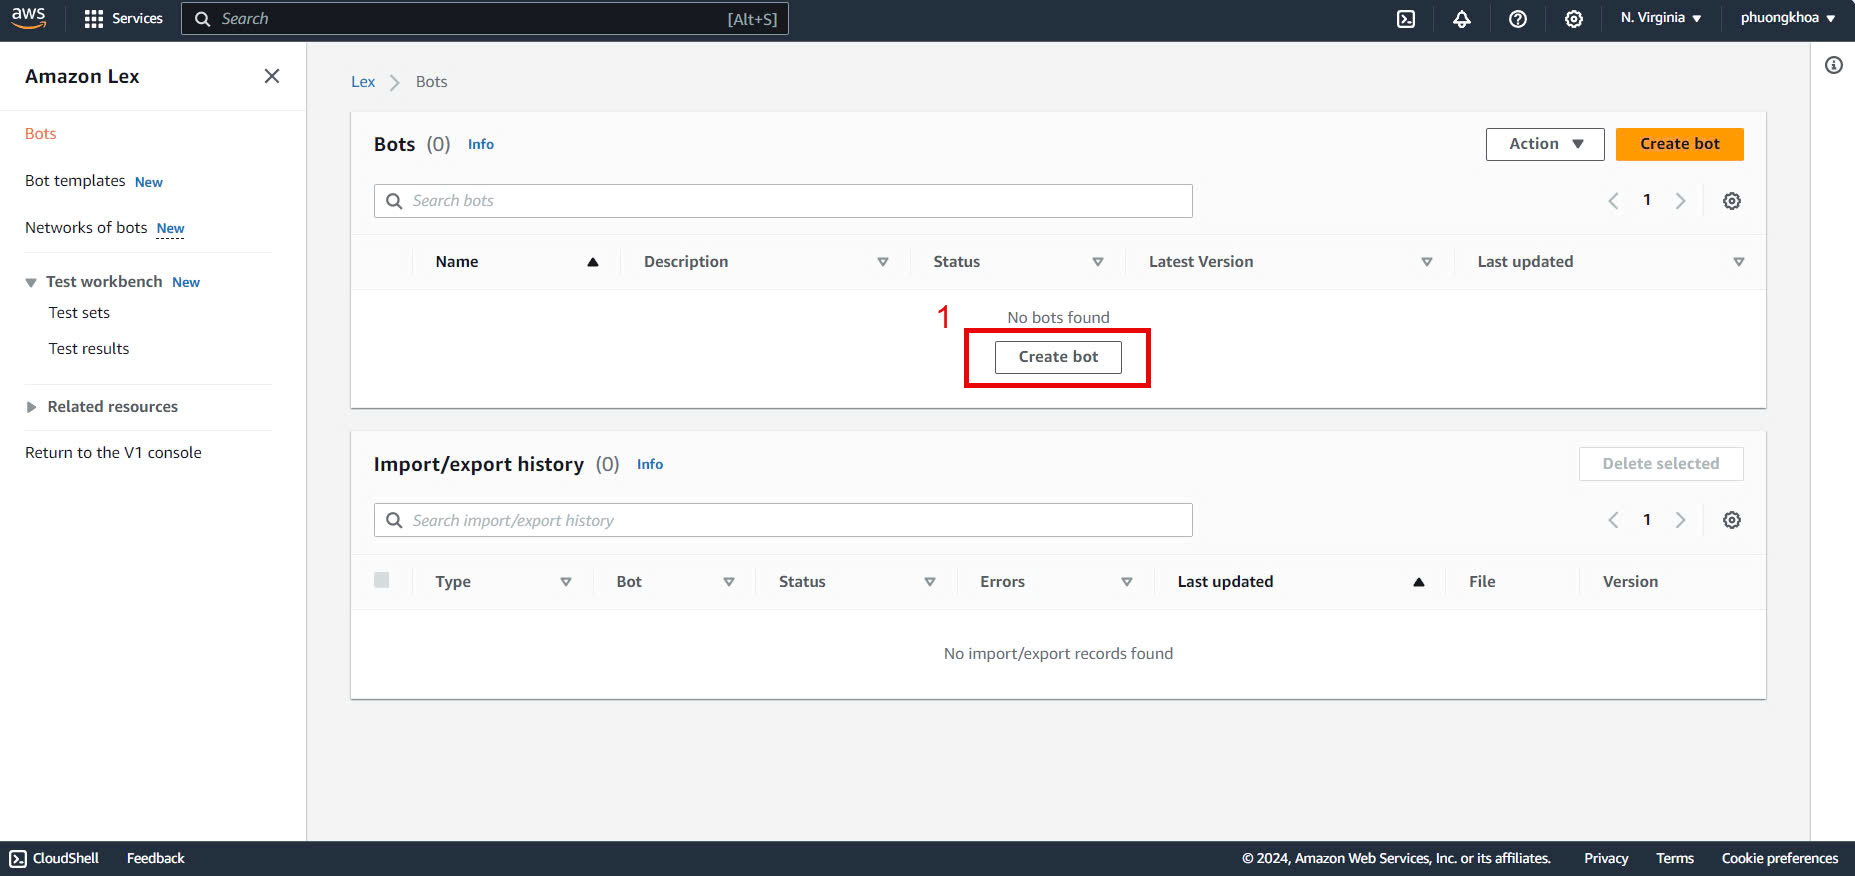 aws Services Search [Alt+S] N. Virginia phuongkhoa
Amazon Lex
Bots
Bot templates New
Networks of bots New
Test workbench New
Test sets
Test results
Related resources
Return to the V1 console
Lex Bots
Bots (0) Info Action Create bot
Search bots 1
Name Description Status Latest Version Last updated
No bots found
1
Create bot
Import/export history (0) Info Delete selected
Search import/export history 1
Type Bot Status Errors Last updated File Version
No import/export records found
CloudShell Feedback © 2024, Amazon Web Services, Inc. or its affiliates. Privacy Terms Cookie preferences